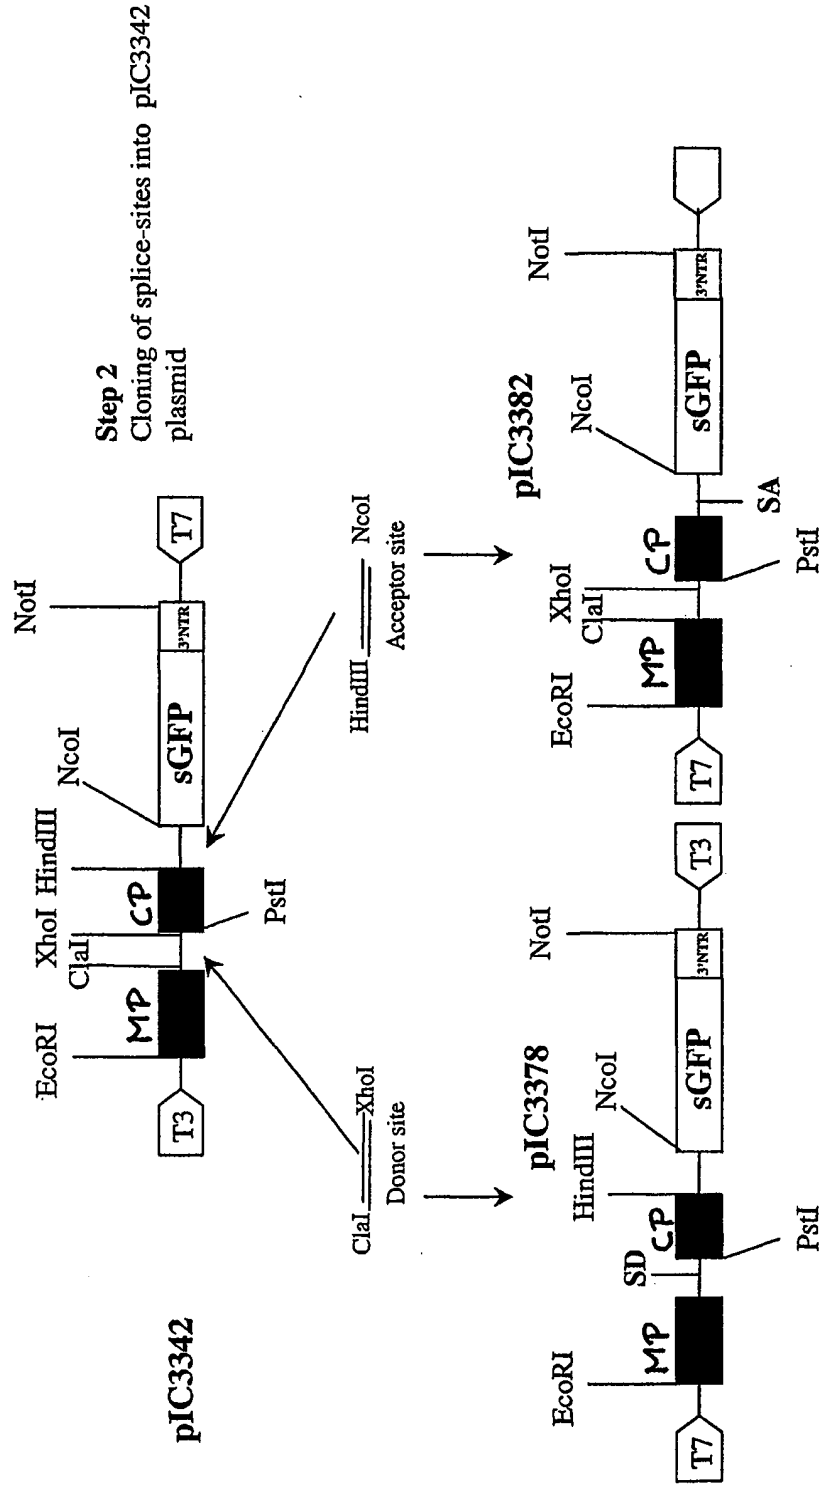 Step 2
Cloning of splice-sites into pIC3342
plasmid
pIC3342
EcoRI
ClaI
XhoI
HindIII
NcoI
NotI
T3
MP
CP
sGFP
3'NTR
T7
PstI
ClaI XhoI
Donor site
HindIII NcoI
Acceptor site
pIC3378
EcoRI
SD
HindIII
NcoI
NotI
T7
MP
CP
sGFP
3'NTR
T3
PstI
pIC3382
EcoRI
ClaI
XhoI
NcoI
NotI
T7
MP
CP
sGFP
3'NTR
SA
PstI